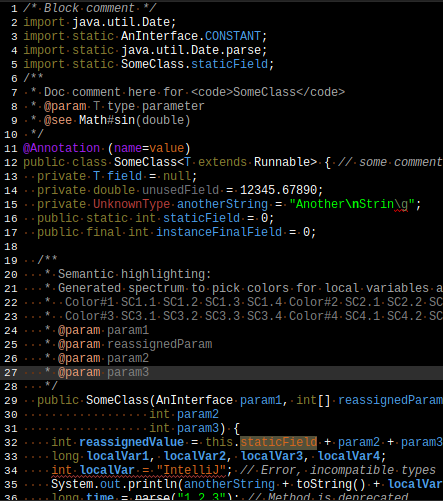 1 /* Block comment */
2 import java.util.Date;
3 import static AnInterface.CONSTANT;
4 import static java.util.Date.parse;
5 import static SomeClass.staticField;
6 /**
7  * Doc comment here for <code>SomeClass</code>
8  * @param T type parameter
9  * @see Math#sin(double)
10  */
11 @Annotation (name=value)
12 public class SomeClass<T extends Runnable> { // some comment
13   private T field = null;
14   private double unusedField = 12345.67890;
15   private UnknownType anotherString = "Another\nStrin\g";
16   public static int staticField = 0;
17   public final int instanceFinalField = 0;
18
19   /**
20    * Semantic highlighting:
21    * Generated spectrum to pick colors for local variables a
22    *  Color#1 SC1.1 SC1.2 SC1.3 SC1.4 Color#2 SC2.1 SC2.2 SC
23    *  Color#3 SC3.1 SC3.2 SC3.3 SC3.4 Color#4 SC4.1 SC4.2 SC
24    * @param param1
25    * @param reassignedParam
26    * @param param2
27    * @param param3
28    */
29   public SomeClass(AnInterface param1, int[] reassignedParam
30                   int param2
31                   int param3) {
32     int reassignedValue = this.staticField + param2 + param3
33     long localVar1, localVar2, localVar3, localVar4;
34     int localVar = "IntelliJ"; // Error, incompatible types
35     System.out.println(anotherString + toString() + localVar
36     long time = parse("1.2.3"); // Method is deprecated